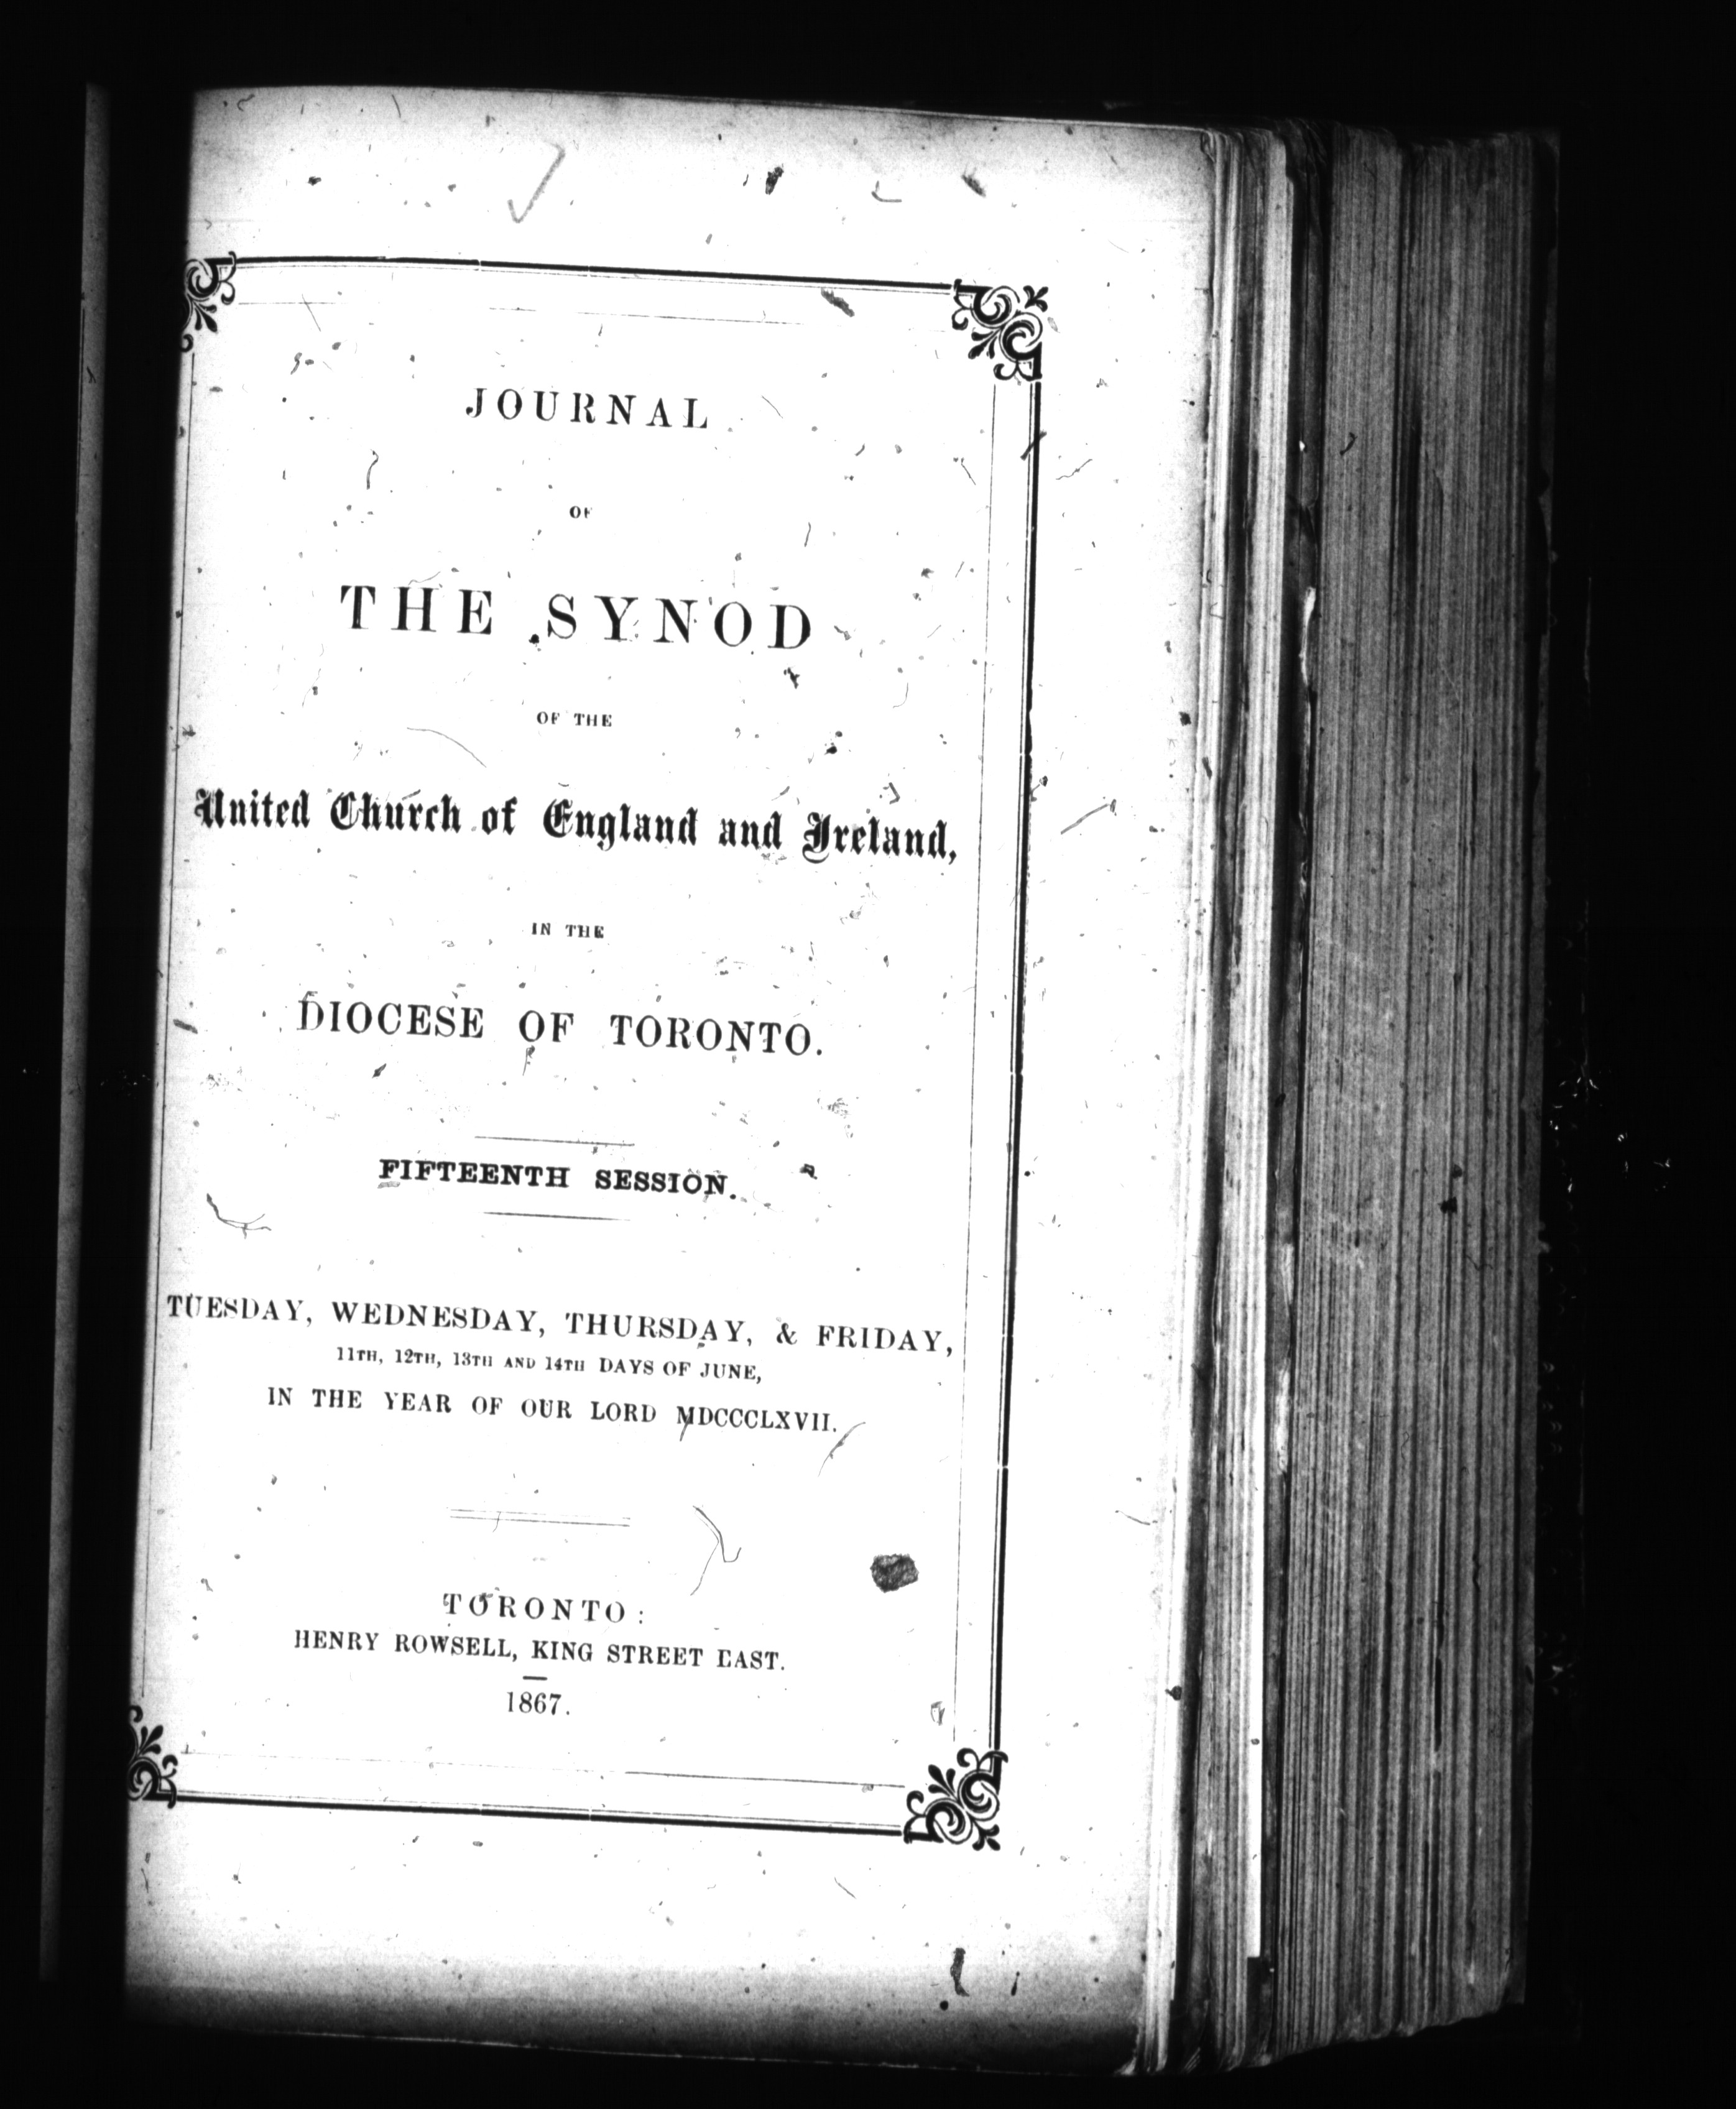 JOURNAL
OF
THE SYNOD
OF THE
United Church of England and Ireland,
IN THE
DIOCESE OF TORONTO.
FIFTEENTH SESSION.
TUESDAY, WEDNESDAY, THURSDAY, & FRIDAY,
11TH, 12TH, 13TH AND 14TH DAYS OF JUNE,
IN THE YEAR OF OUR LORD MDCCCLXVII.
TORONTO:
HENRY ROWSELL, KING STREET EAST.
1867.